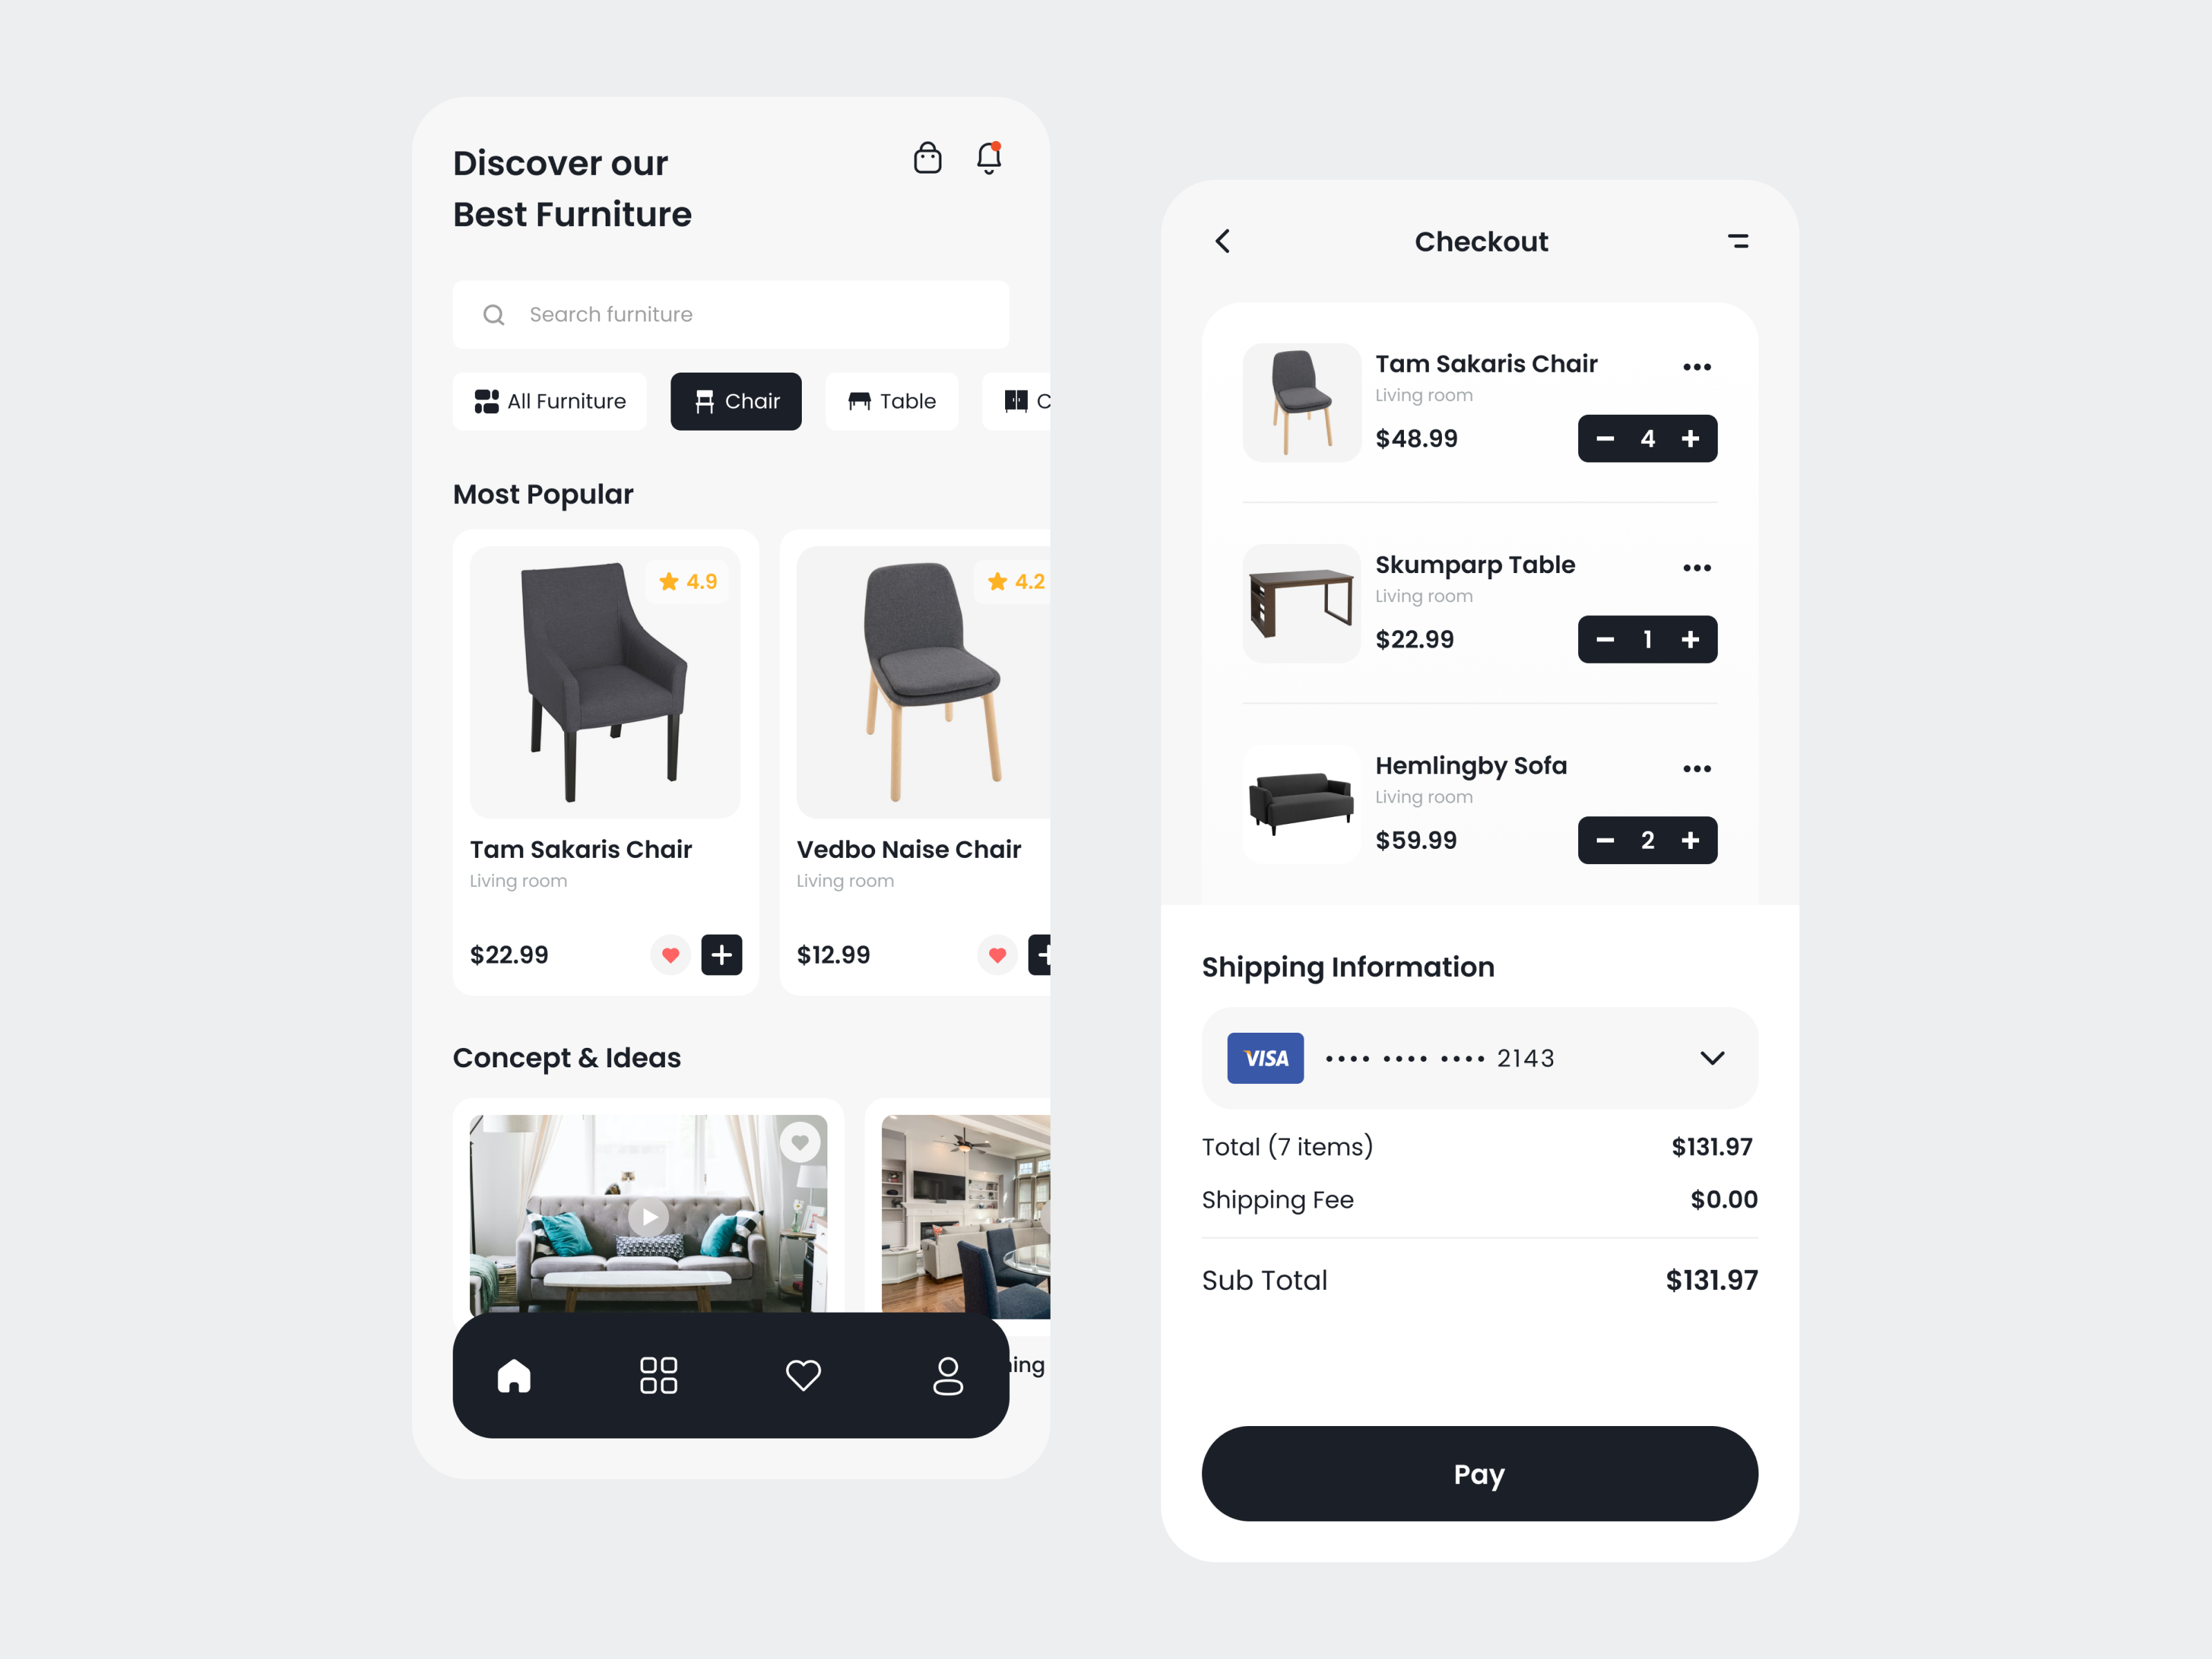 Discover our
Best Furniture
Search furniture
All Furniture
Chair
Table
C
Most Popular
4.9
4.2
Tam Sakaris Chair
Living room
$22.99
Vedbo Naise Chair
Living room
$12.99
Concept & Ideas
ing
Checkout
Tam Sakaris Chair
Living room
$48.99
4
Skumparp Table
Living room
$22.99
1
Hemlingby Sofa
Living room
$59.99
2
Shipping Information
VISA •••• •••• •••• 2143
Total (7 items) $131.97
Shipping Fee $0.00
Sub Total $131.97
Pay